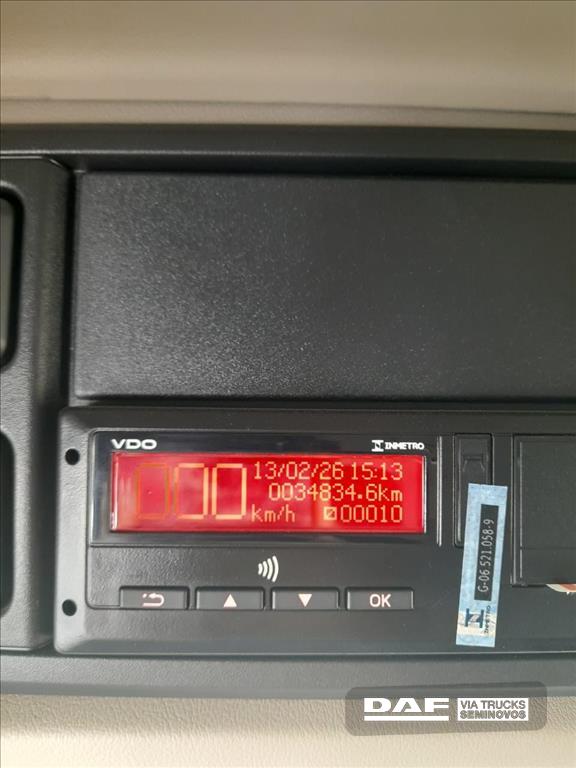 VDO
INMETRO
000
13/02/26 15:13
0034834.6km
km/h
00010
OK
G-06 521.058-9
INMETRO
DAF
VIA TRUCKS
SEMINOVOS